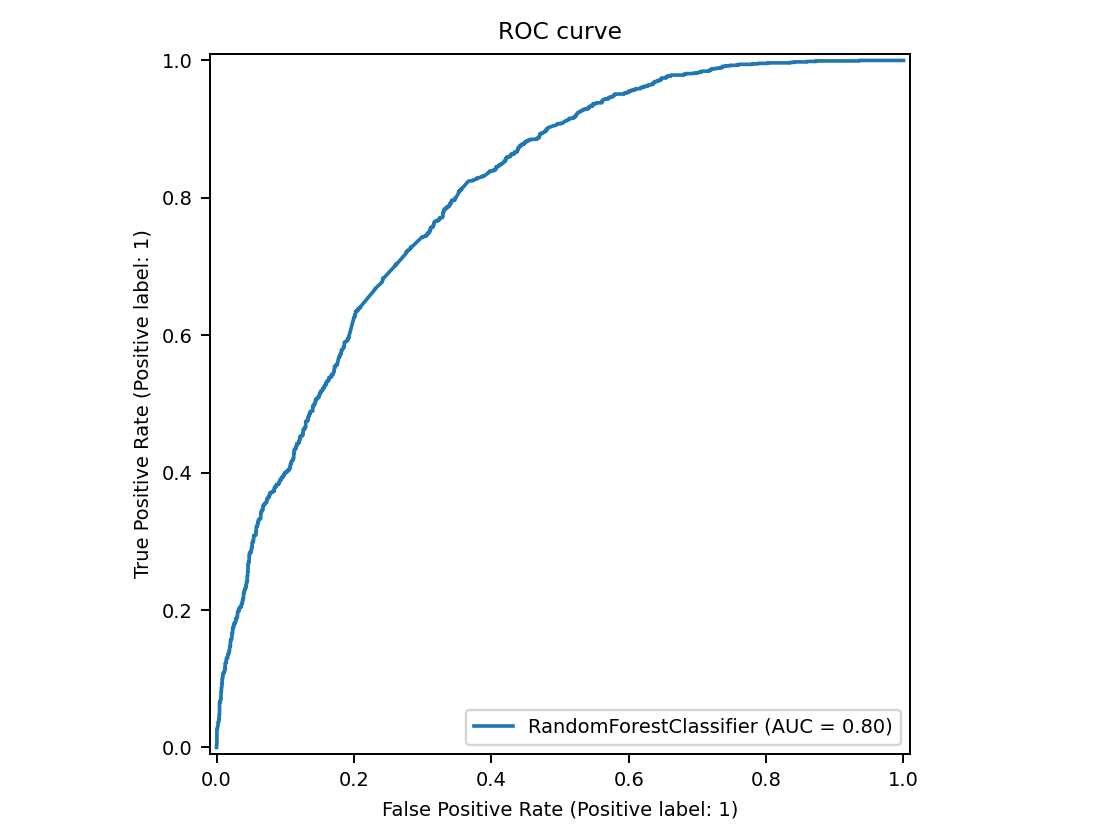 ROC curve
1.0
0.8
0.6
0.4
0.2
0.0
True Positive Rate (Positive label: 1)
RandomForestClassifier (AUC = 0.80)
0.0 0.2 0.4 0.6 0.8 1.0
False Positive Rate (Positive label: 1)